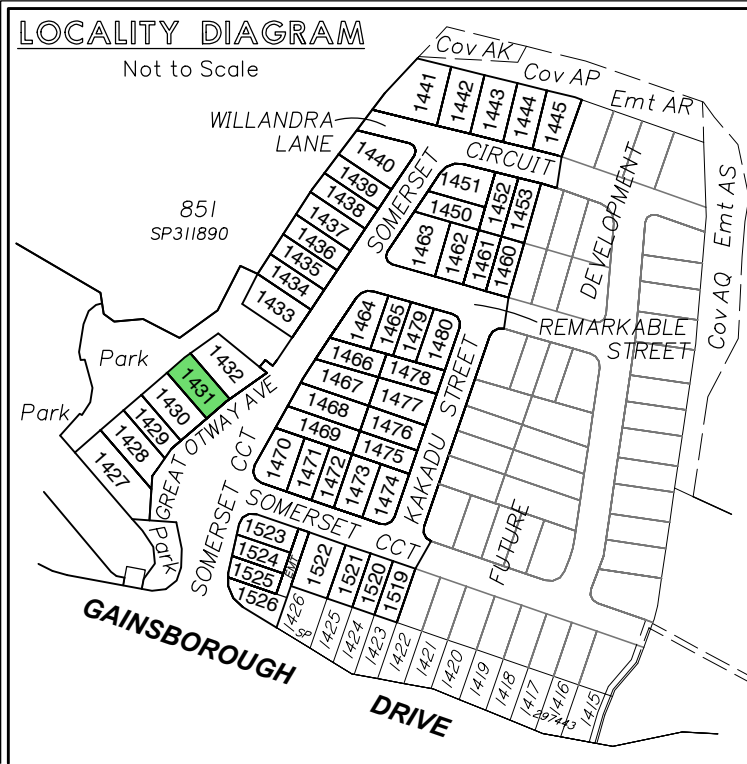 LOCALITY DIAGRAM
Not to Scale
Cov AK
Cov AP
Emt AR
Emt AS
Cov AQ
WILLANDRA
LANE
1441
1442
1443
1444
1445
CIRCUIT
SOMERSET
DEVELOPMENT
1440
1439
1438
1437
1436
1435
1434
1433
851
SP311890
1451
1450
1452
1453
1463
1462
1461
1460
REMARKABLE
STREET
1464
1465
1479
1480
1466
1478
1467
1477
1468
1476
1469
1475
1470
1471
1472
1473
1474
KAKADU STREET
Park
Park
1432
1431
1430
1429
1428
1427
GREAT OTWAY AVE
SOMERSET CCT
Park
SOMERSET CCT
FUTURE
1523
1524
1525
1526
EMT
1522
1521
1520
1519
1426
SP
1425
1424
1423
1422
1421
1420
1419
1418
1417
1416
1415
297443
GAINSBOROUGH
DRIVE